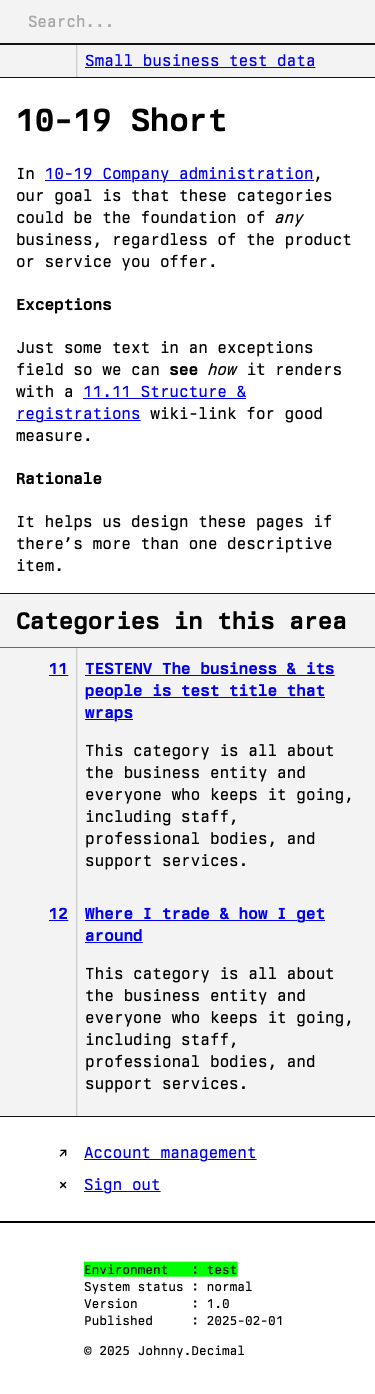 Search...
Small business test data
10-19 Short
In 10-19 Company administration,
our goal is that these categories
could be the foundation of any
business, regardless of the product
or service you offer.
Exceptions
Just some text in an exceptions
field so we can see how it renders
with a 11.11 Structure &
registrations wiki-link for good
measure.
Rationale
It helps us design these pages if
there’s more than one descriptive
item.
Categories in this area
11 TESTENV The business & its
people is test title that
wraps
This category is all about
the business entity and
everyone who keeps it going,
including staff,
professional bodies, and
support services.
12 Where I trade & how I get
around
This category is all about
the business entity and
everyone who keeps it going,
including staff,
professional bodies, and
support services.
↗ Account management
× Sign out
Environment : test
System status : normal
Version : 1.0
Published : 2025-02-01
© 2025 Johnny.Decimal